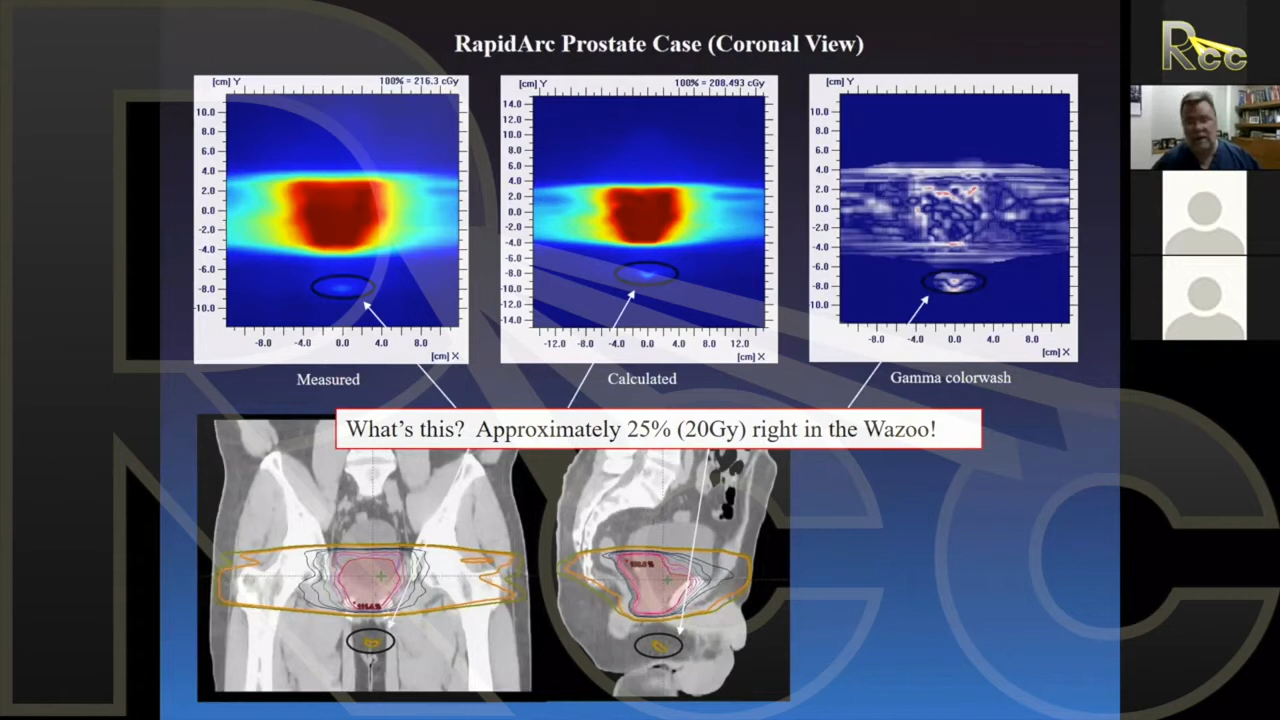 RapidArc Prostate Case (Coronal View)
Rcc
[cm] Y
100% = 216.3 cGy
10.0
8.0
6.0
4.0
2.0
0.0
-2.0
-4.0
-6.0
-8.0
-10.0
-8.0 -4.0 0.0 4.0 8.0
[cm] X
Measured
[cm] Y
100% = 208.493 cGy
14.0
12.0
10.0
8.0
6.0
4.0
2.0
0.0
-2.0
-4.0
-6.0
-8.0
-10.0
-12.0
-14.0
-12.0 -8.0 -4.0 0.0 4.0 8.0 12.0
[cm] X
Calculated
[cm] Y
10.0
8.0
6.0
4.0
2.0
0.0
-2.0
-4.0
-6.0
-8.0
-10.0
-8.0 -4.0 0.0 4.0 8.0
[cm] X
Gamma colorwash
What's this? Approximately 25% (20Gy) right in the Wazoo!